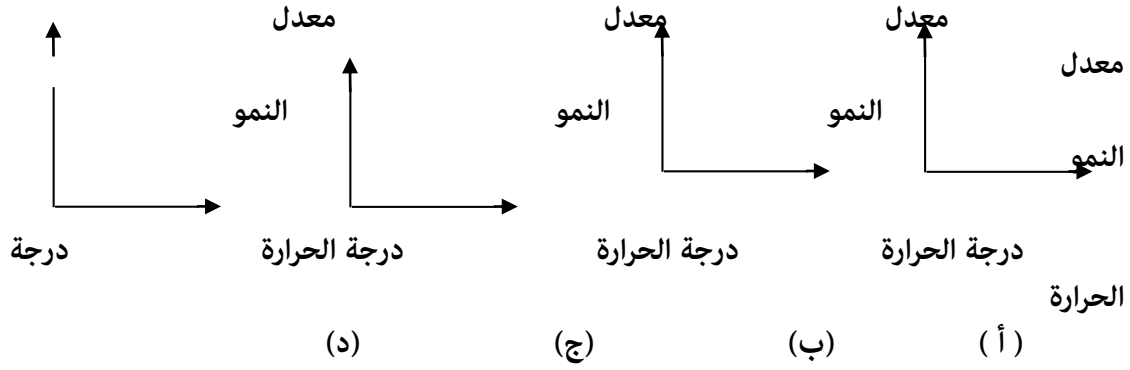 معدل معدل معدل
معدل
النمو النمو النمو
النمو
درجة الحرارة درجة الحرارة درجة الحرارة درجة
الحرارة
( أ ) (ب) (ج) (د)